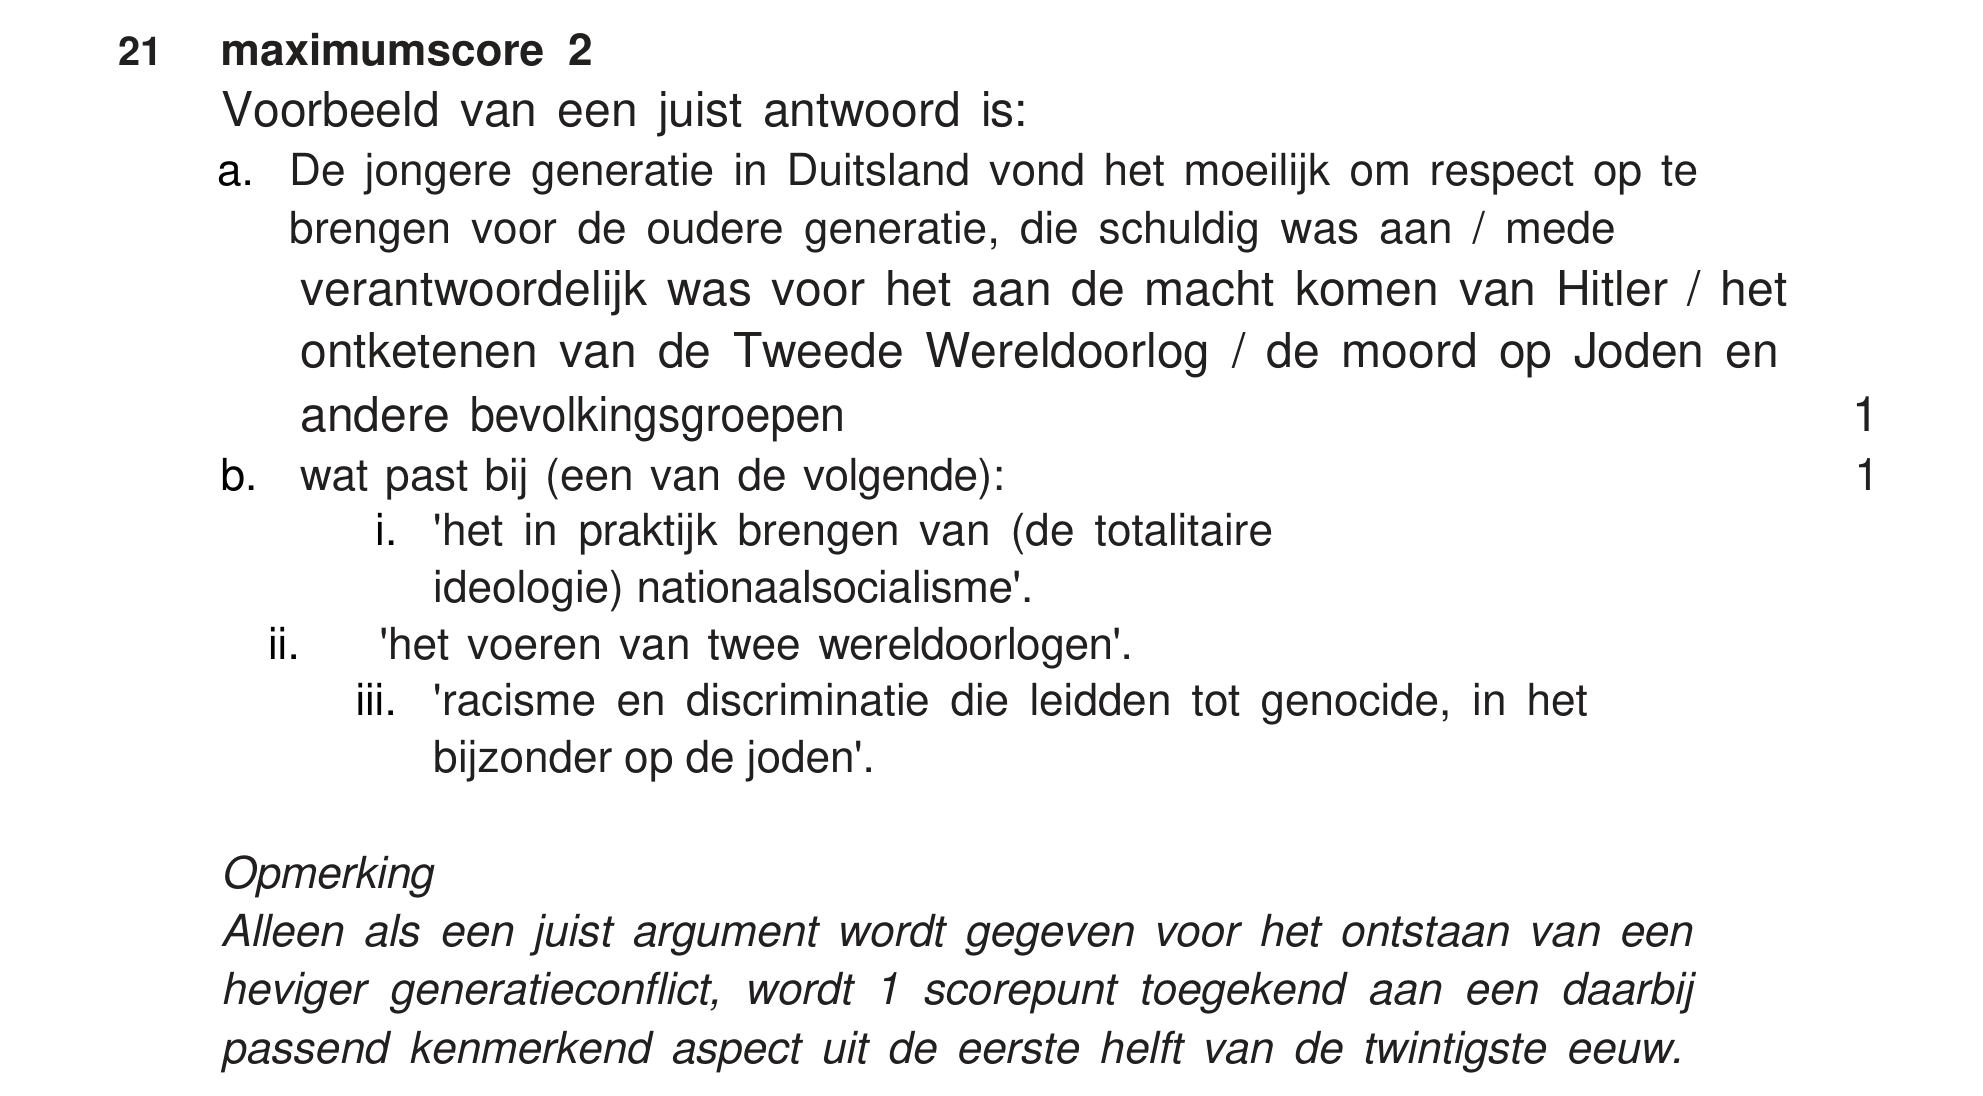 21 maximumscore 2
Voorbeeld van een juist antwoord is:
a. De jongere generatie in Duitsland vond het moeilijk om respect op te
brengen voor de oudere generatie, die schuldig was aan / mede
verantwoordelijk was voor het aan de macht komen van Hitler / het
ontketenen van de Tweede Wereldoorlog / de moord op Joden en
andere bevolkingsgroepen 1
b. wat past bij (een van de volgende): 1
i. 'het in praktijk brengen van (de totalitaire
ideologie) nationaalsocialisme'.
ii. 'het voeren van twee wereldoorlogen'.
iii. 'racisme en discriminatie die leidden tot genocide, in het
bijzonder op de joden'.
Opmerking
Alleen als een juist argument wordt gegeven voor het ontstaan van een
heviger generatieconflict, wordt 1 scorepunt toegekend aan een daarbij
passend kenmerkend aspect uit de eerste helft van de twintigste eeuw.